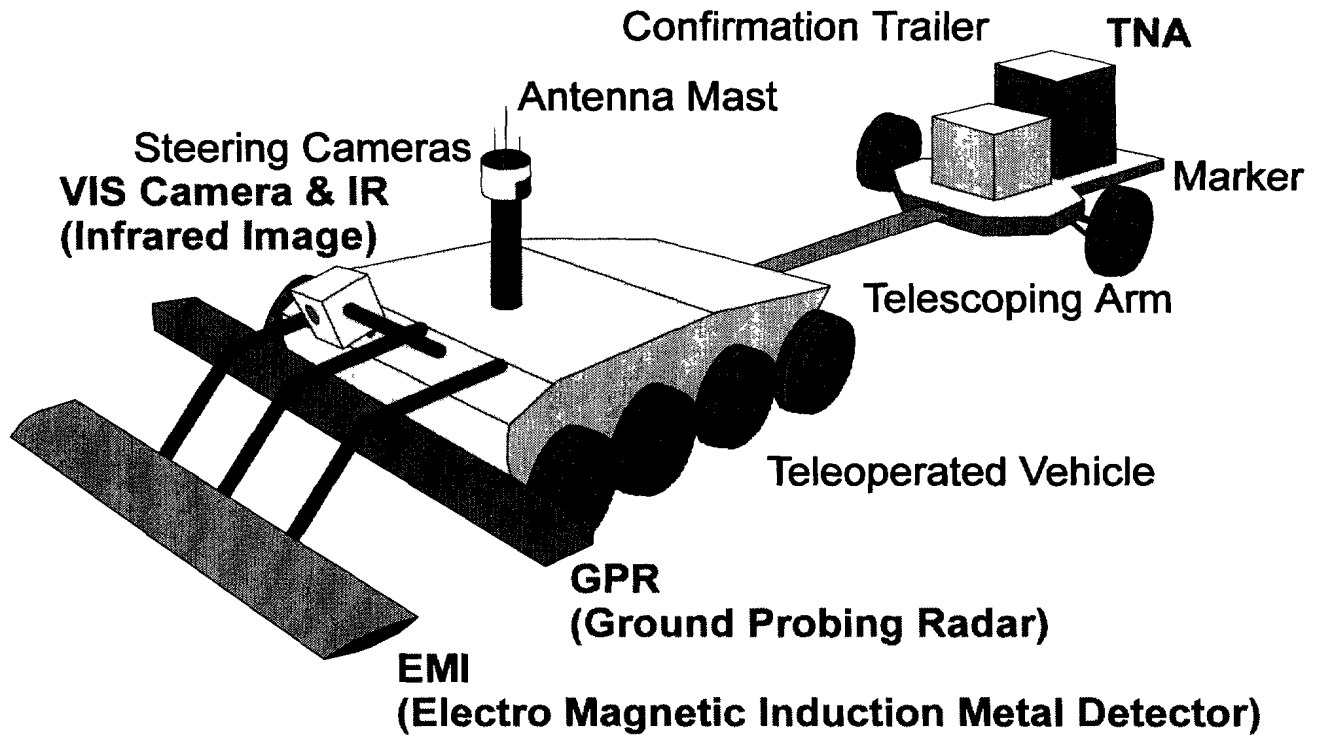 Confirmation Trailer
TNA
Antenna Mast
Steering Cameras
VIS Camera & IR
(Infrared Image)
Marker
Telescoping Arm
Teleoperated Vehicle
GPR
(Ground Probing Radar)
EMI
(Electro Magnetic Induction Metal Detector)